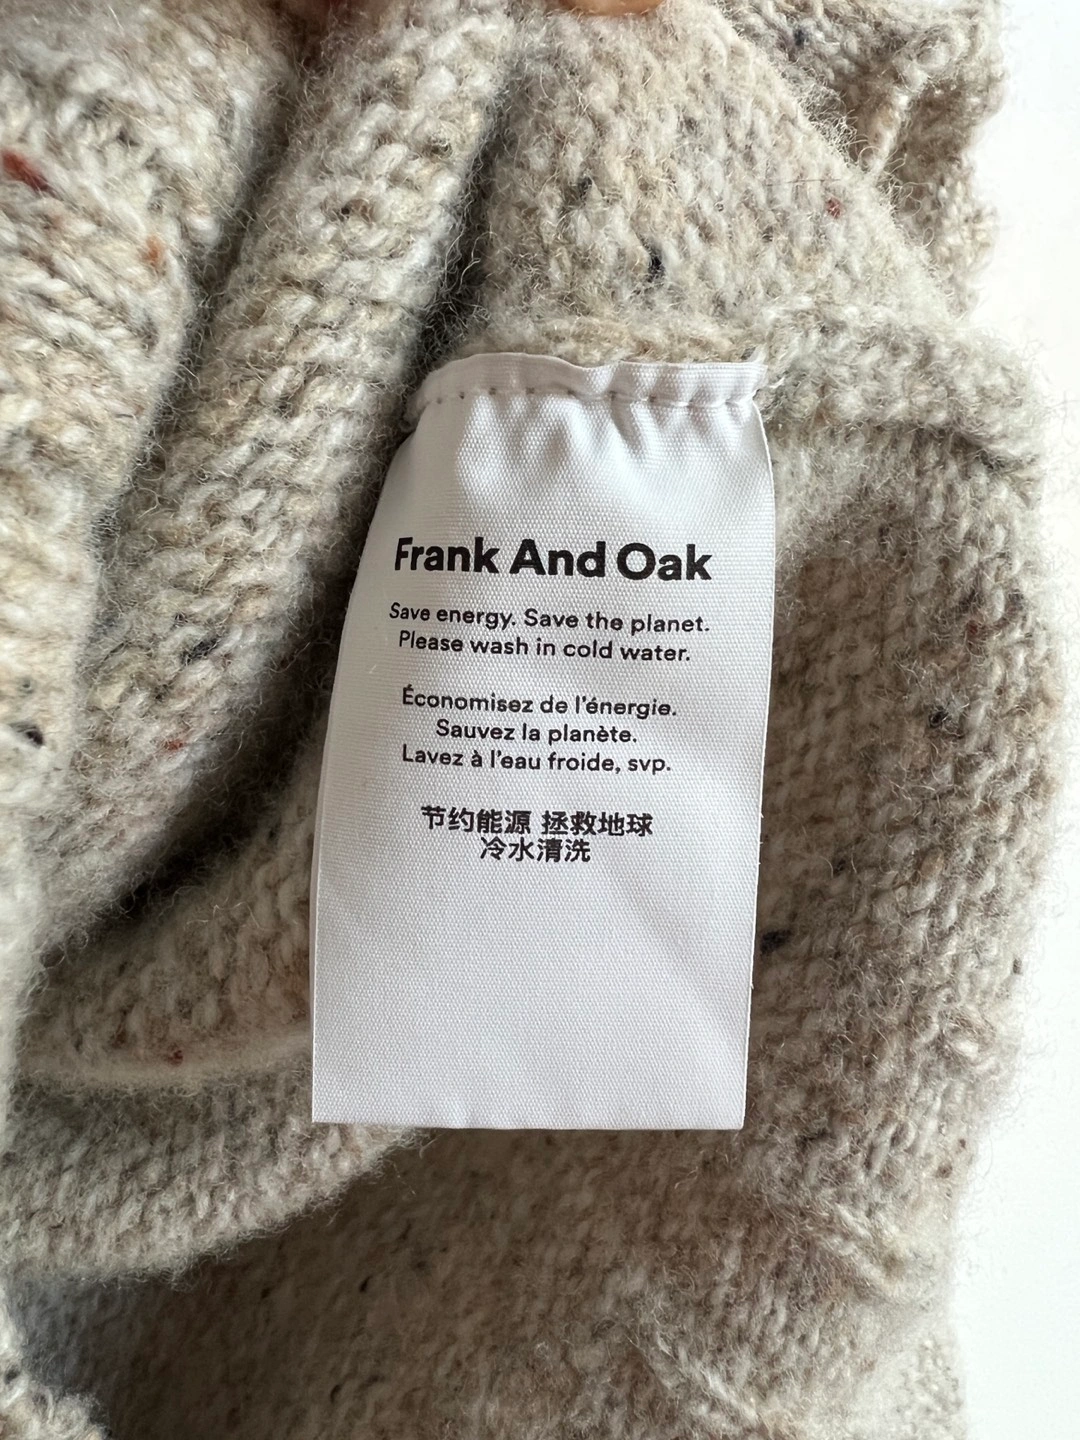 Frank And Oak
Save energy. Save the planet.
Please wash in cold water.
Économisez de l'énergie.
Sauvez la planète.
Lavez à l'eau froide, svp.
节约能源 拯救地球
冷水清洗